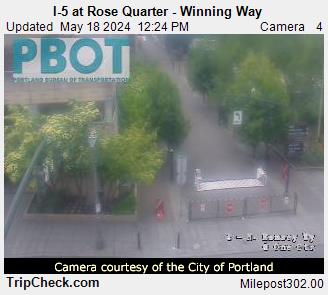 I-5 at Rose Quarter - Winning Way
Updated May 18 2024 12:24 PM Camera 4
PBOT
PORTLAND BUREAU OF TRANSPORTATION
Camera courtesy of the City of Portland
TripCheck.com Milepost302.00